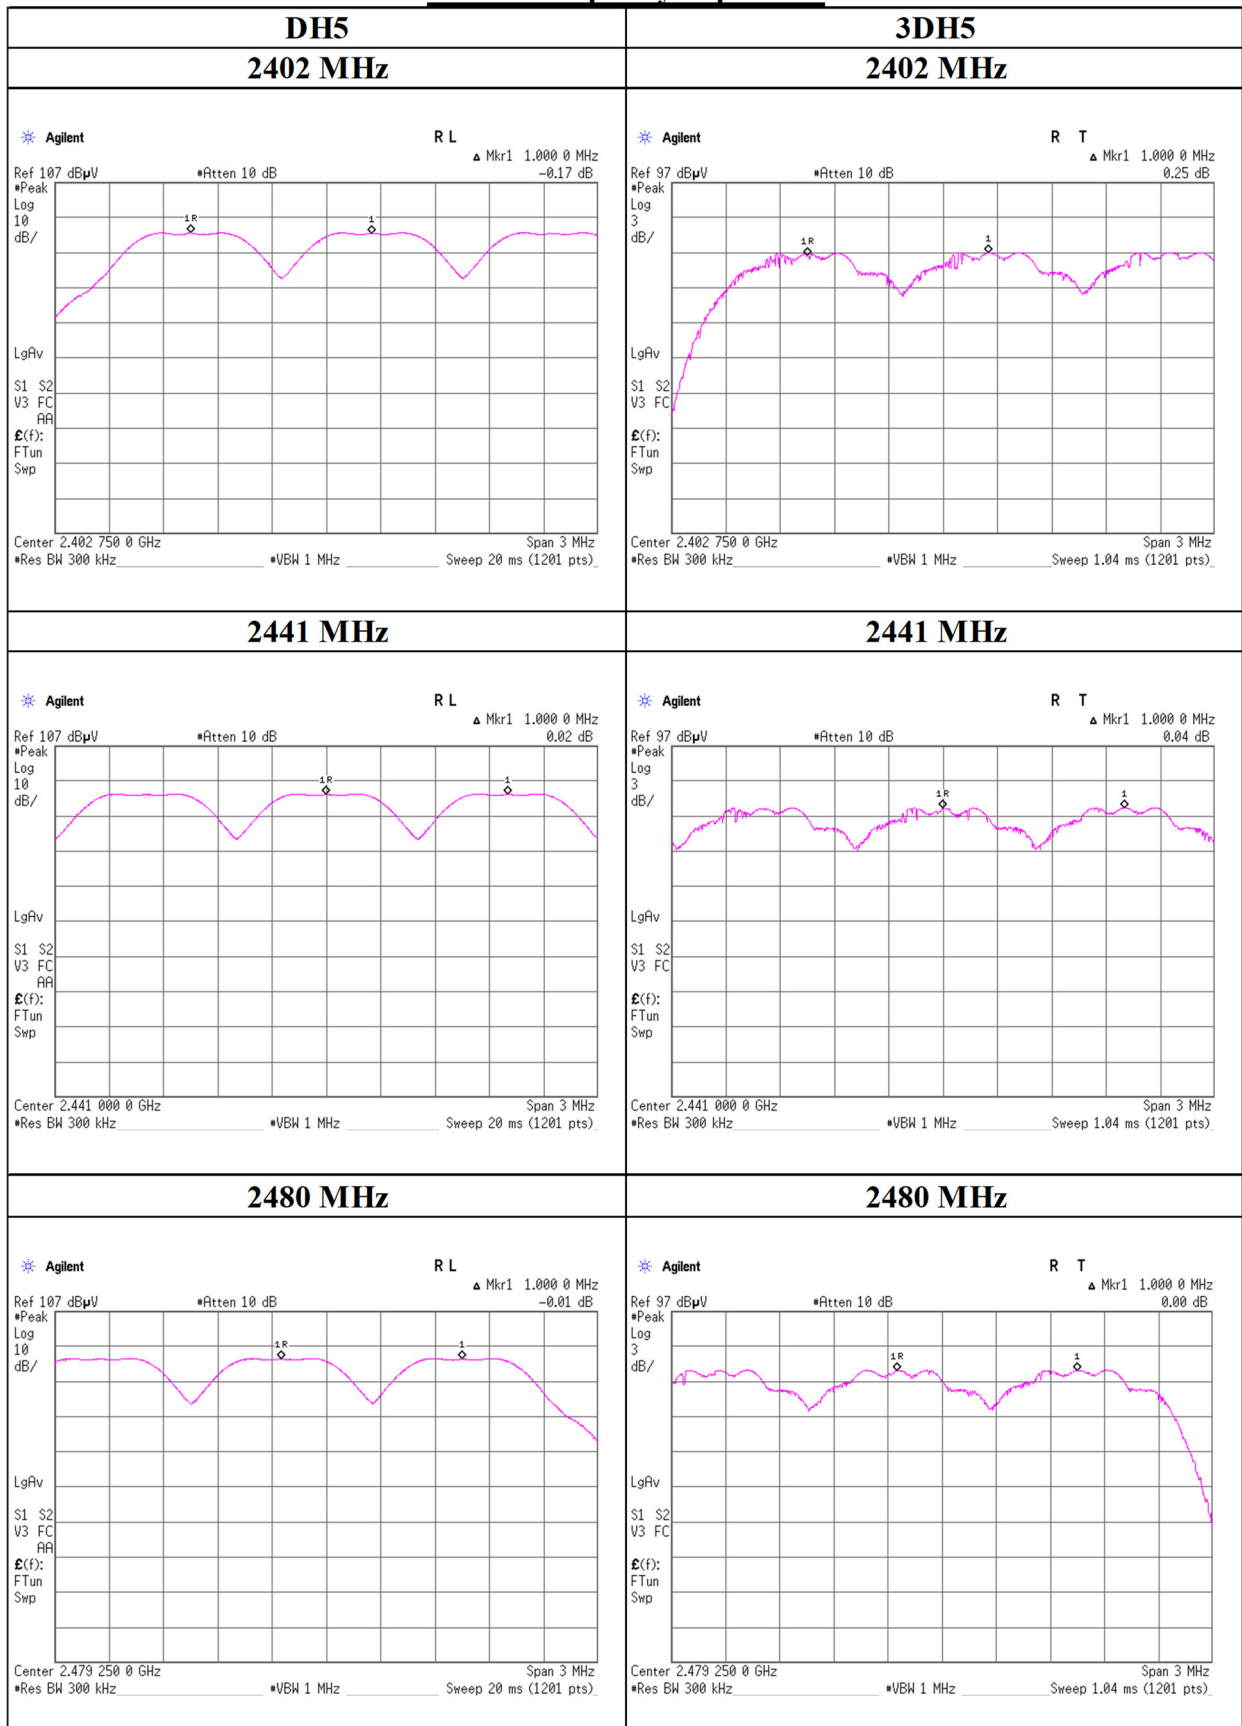 DH5 3DH5
2402 MHz 2402 MHz
Agilent R L
Δ Mkr1 1.000 0 MHz
Ref 107 dBµV #Atten 10 dB -0.17 dB
#Peak
Log
10
dB/
1R 1
LgAv
S1 S2
V3 FC
AA
£(f):
FTun
Swp
Center 2.402 750 0 GHz Span 3 MHz
#Res BW 300 kHz #VBW 1 MHz Sweep 20 ms (1201 pts)
Agilent R T
Δ Mkr1 1.000 0 MHz
Ref 97 dBµV #Atten 10 dB 0.25 dB
#Peak
Log
3
dB/
1R 1
LgAv
S1 S2
V3 FC
£(f):
FTun
Swp
Center 2.402 750 0 GHz Span 3 MHz
#Res BW 300 kHz #VBW 1 MHz Sweep 1.04 ms (1201 pts)
2441 MHz 2441 MHz
Agilent R L
Δ Mkr1 1.000 0 MHz
Ref 107 dBµV #Atten 10 dB 0.02 dB
#Peak
Log
10
dB/
1R 1
LgAv
S1 S2
V3 FC
AA
£(f):
FTun
Swp
Center 2.441 000 0 GHz Span 3 MHz
#Res BW 300 kHz #VBW 1 MHz Sweep 20 ms (1201 pts)
Agilent R T
Δ Mkr1 1.000 0 MHz
Ref 97 dBµV #Atten 10 dB 0.04 dB
#Peak
Log
3
dB/
1R 1
LgAv
S1 S2
V3 FC
£(f):
FTun
Swp
Center 2.441 000 0 GHz Span 3 MHz
#Res BW 300 kHz #VBW 1 MHz Sweep 1.04 ms (1201 pts)
2480 MHz 2480 MHz
Agilent R L
Δ Mkr1 1.000 0 MHz
Ref 107 dBµV #Atten 10 dB -0.01 dB
#Peak
Log
10
dB/
1R 1
LgAv
S1 S2
V3 FC
AA
£(f):
FTun
Swp
Center 2.479 250 0 GHz Span 3 MHz
#Res BW 300 kHz #VBW 1 MHz Sweep 20 ms (1201 pts)
Agilent R T
Δ Mkr1 1.000 0 MHz
Ref 97 dBµV #Atten 10 dB 0.00 dB
#Peak
Log
3
dB/
1R 1
LgAv
S1 S2
V3 FC
£(f):
FTun
Swp
Center 2.479 250 0 GHz Span 3 MHz
#Res BW 300 kHz #VBW 1 MHz Sweep 1.04 ms (1201 pts)